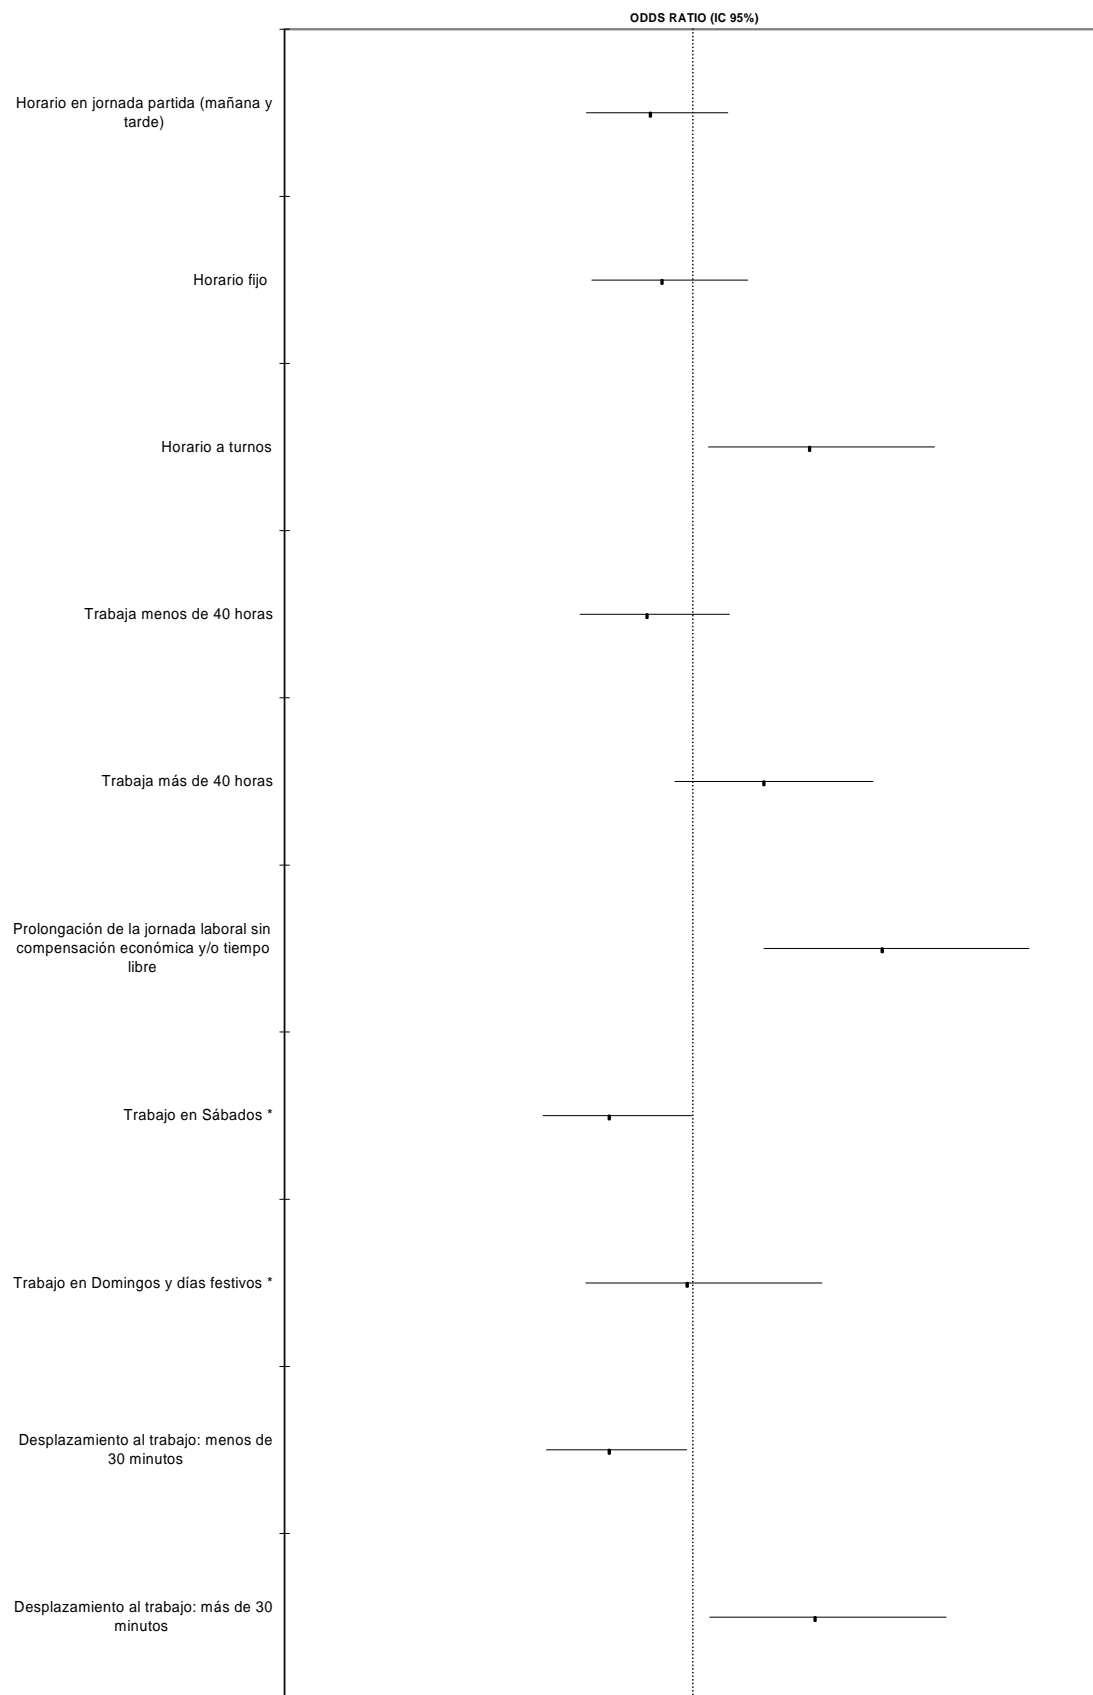 ODDS RATIO (IC 95%)
Horario en jornada partida (mañana y
tarde)
Horario fijo
Horario a turnos
Trabaja menos de 40 horas
Trabaja más de 40 horas
Prolongación de la jornada laboral sin
compensación económica y/o tiempo
libre
Trabajo en Sábados *
Trabajo en Domingos y días festivos *
Desplazamiento al trabajo: menos de
30 minutos
Desplazamiento al trabajo: más de 30
minutos